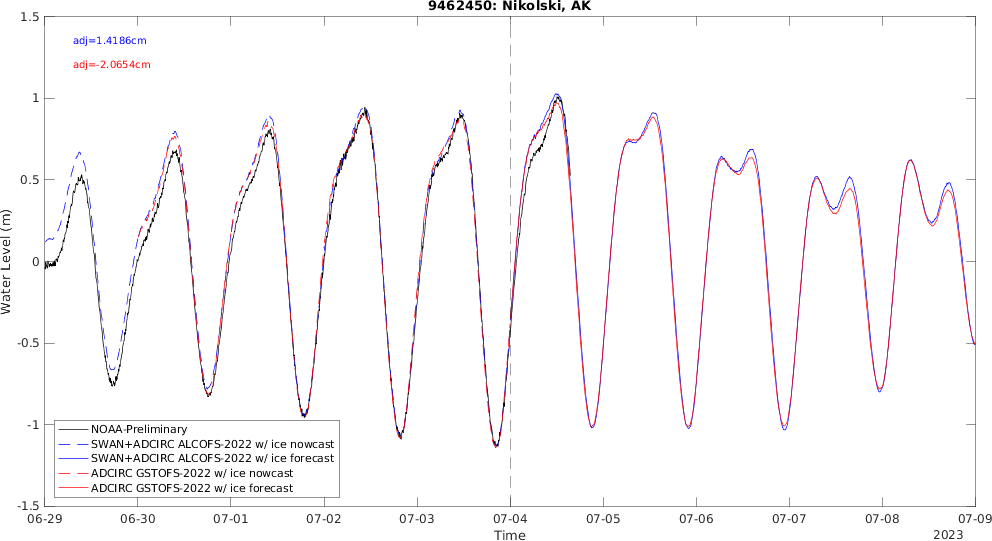 9462450: Nikolski, AK
adj=1.4186cm
adj=-2.0654cm
Water Level (m)
1.5
1
0.5
0
-0.5
-1
-1.5
NOAA-Preliminary
SWAN+ADCIRC ALCOFS-2022 w/ ice nowcast
SWAN+ADCIRC ALCOFS-2022 w/ ice forecast
ADCIRC GSTOFS-2022 w/ ice nowcast
ADCIRC GSTOFS-2022 w/ ice forecast
06-29 06-30 07-01 07-02 07-03 07-04 07-05 07-06 07-07 07-08 07-09
Time
2023